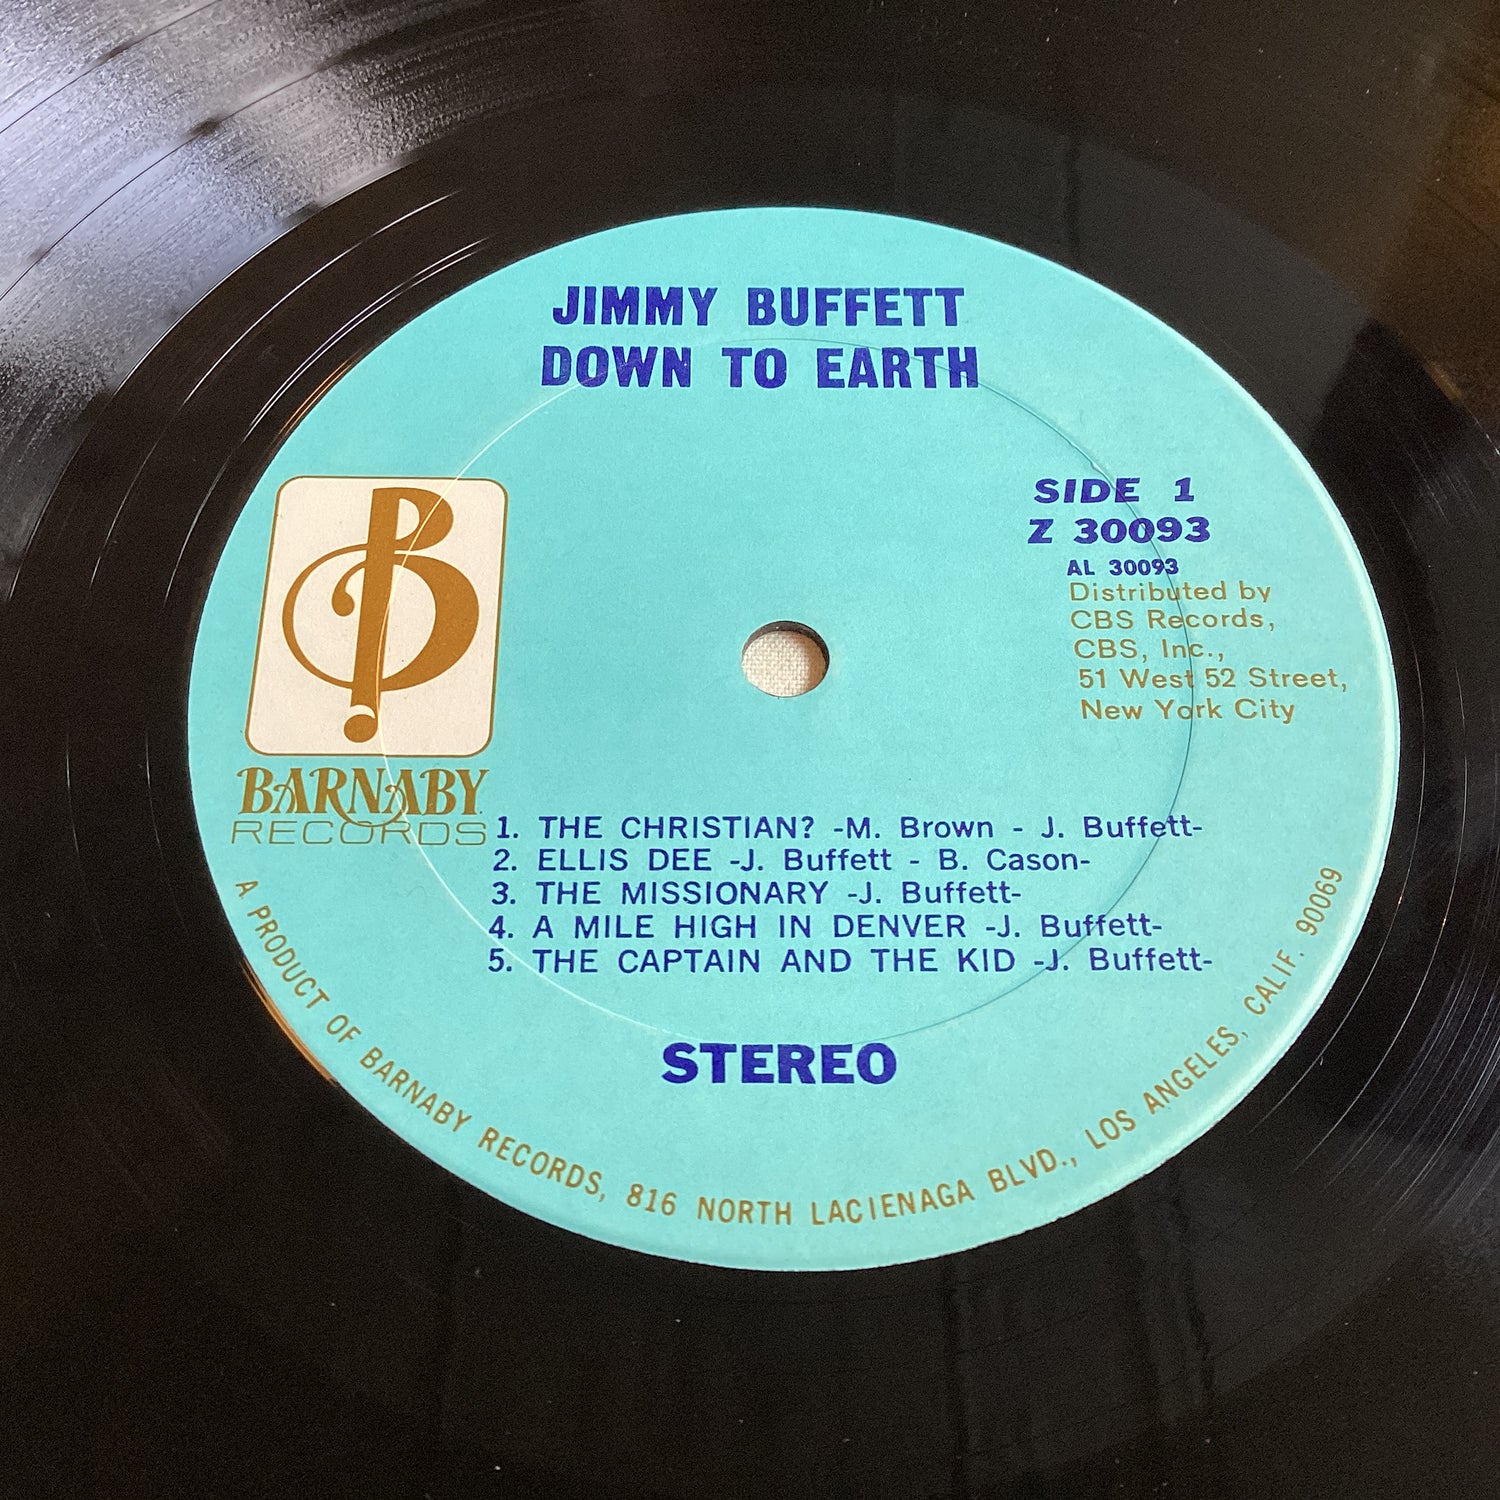 JIMMY BUFFETT
DOWN TO EARTH
SIDE 1
Z 30093
AL 30093
Distributed by
CBS Records,
CBS, Inc.,
51 West 52 Street,
New York City
B
BARNABY
RECORDS
1. THE CHRISTIAN? -M. Brown - J. Buffett-
2. ELLIS DEE -J. Buffett - B. Cason-
3. THE MISSIONARY -J. Buffett-
4. A MILE HIGH IN DENVER -J. Buffett-
5. THE CAPTAIN AND THE KID -J. Buffett-
STEREO
A PRODUCT OF BARNABY RECORDS, 816 NORTH LACIENAGA BLVD., LOS ANGELES, CALIF. 90069